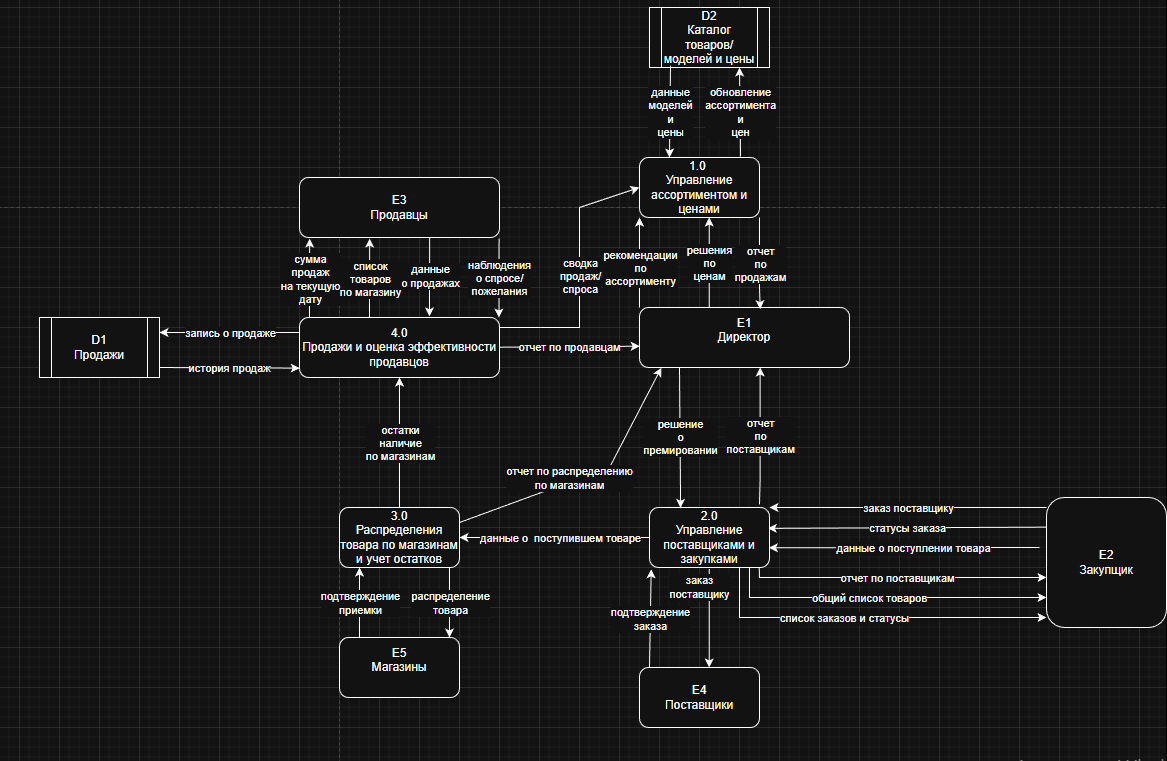 D2
Каталог
товаров/
моделей и цены
данные
моделей
и
цены
обновление
ассортимента
и
цен
1.0
Управление
ассортиментом и
ценами
E3
Продавцы
сумма
продаж
на текущую
дату
список
товаров
по магазину
данные
о продажах
наблюдения
о спросе/
пожелания
сводка
продаж/
спроса
рекомендации
по
ассортименту
решения
по
ценам
отчет
по
продажам
D1
Продажи
запись о продаже
история продаж
4.0
Продажи и оценка эффективности
продавцов
отчет по продавцам
E1
Директор
остатки
наличие
по магазинам
отчет по распределению
по магазинам
решение
о
премировании
отчет
по
поставщикам
3.0
Распределения
товара по магазинам
и учет остатков
данные о поступившем товаре
2.0
Управление
поставщиками и
закупками
заказ поставщику
статусы заказа
данные о поступлении товара
отчет по поставщикам
общий список товаров
список заказов и статусы
E2
Закупщик
подтверждение
приемки
распределение
товара
подтверждение
заказа
заказ
поставщику
E5
Магазины
E4
Поставщики